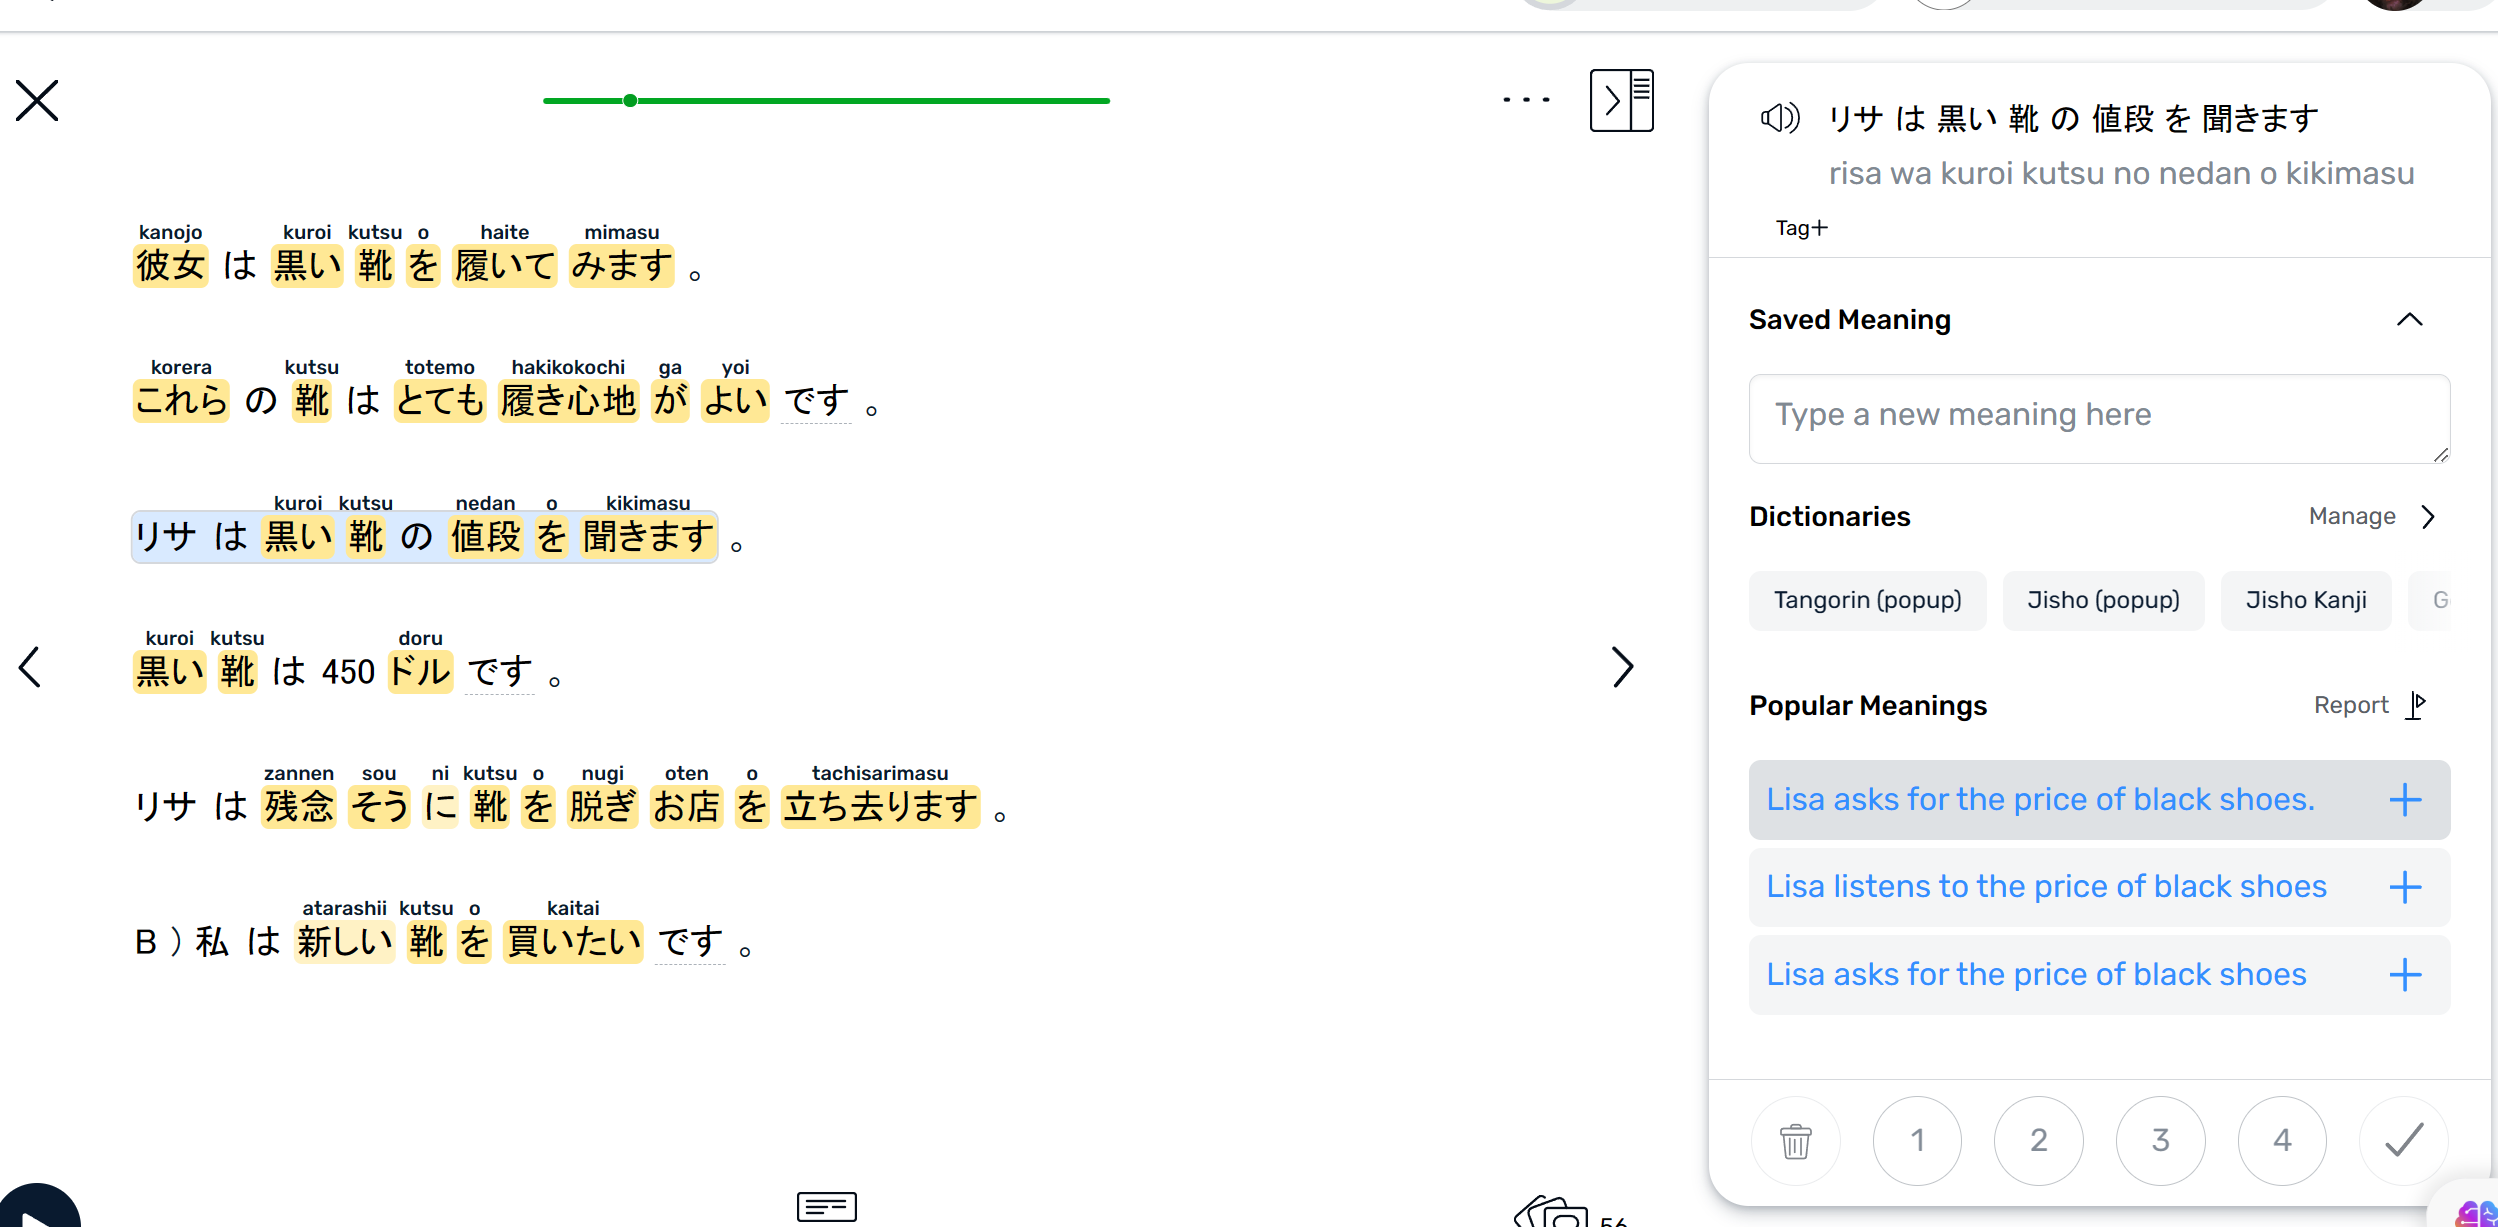 kanojo kuroi kutsu o haite mimasu
彼女 は 黒い 靴 を 履いて みます 。
korera kutsu totemo hakikokochi ga yoi
これら の 靴 は とても 履き心地 が よい です 。
kuroi kutsu nedan o kikimasu
リサ は 黒い 靴 の 値段 を 聞きます 。
kuroi kutsu doru
黒い 靴 は 450 ドル です 。
zannen sou ni kutsu o nugi oten o tachisarimasu
リサ は 残念 そう に 靴 を 脱ぎ お店 を 立ち去ります 。
atarashii kutsu o kaitai
B ) 私 は 新しい 靴 を 買いたい です 。
リサ は 黒い 靴 の 値段 を 聞きます
risa wa kuroi kutsu no nedan o kikimasu
Tag+
Saved Meaning
Type a new meaning here
Dictionaries Manage
Tangorin (popup) Jisho (popup) Jisho Kanji
Popular Meanings Report
Lisa asks for the price of black shoes.
Lisa listens to the price of black shoes
Lisa asks for the price of black shoes
1 2 3 4
56